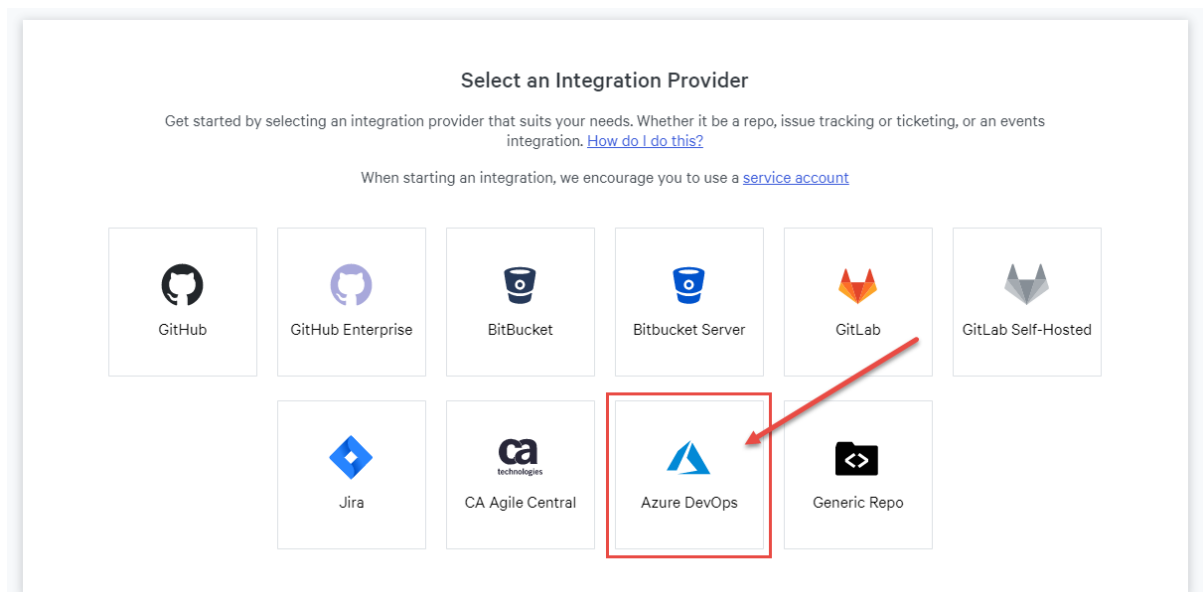 Select an Integration Provider
Get started by selecting an integration provider that suits your needs. Whether it be a repo, issue tracking or ticketing, or an events
integration. How do I do this?
When starting an integration, we encourage you to use a service account
GitHub
GitHub Enterprise
BitBucket
Bitbucket Server
GitLab
GitLab Self-Hosted
Jira
ca
technologies
CA Agile Central
Azure DevOps
<>
Generic Repo